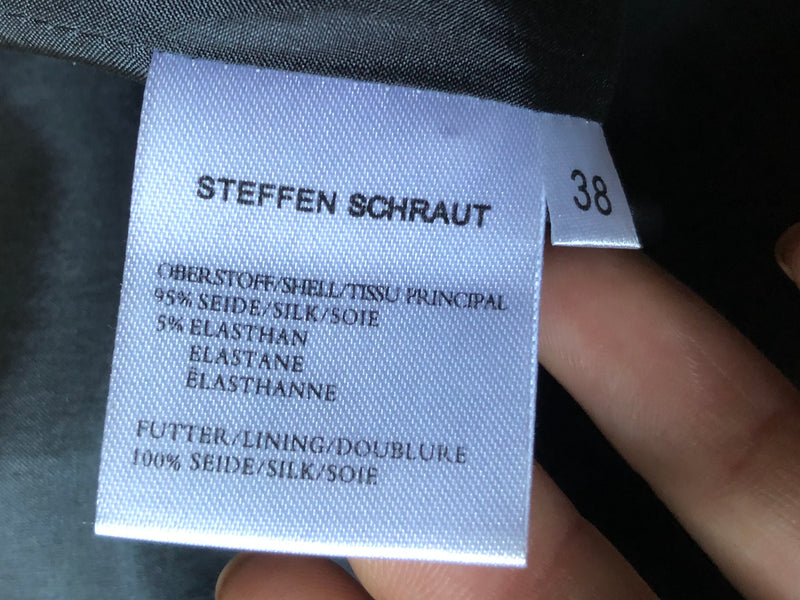 STEFFEN SCHRAUT
38
OBERSTOFF/SHELL/TISSU PRINCIPAL
95% SEIDE/SILK/SOIE
5% ELASTHAN
ELASTANE
ÉLASTHANNE
FUTTER/LINING/DOUBLURE
100% SEIDE/SILK/SOIE